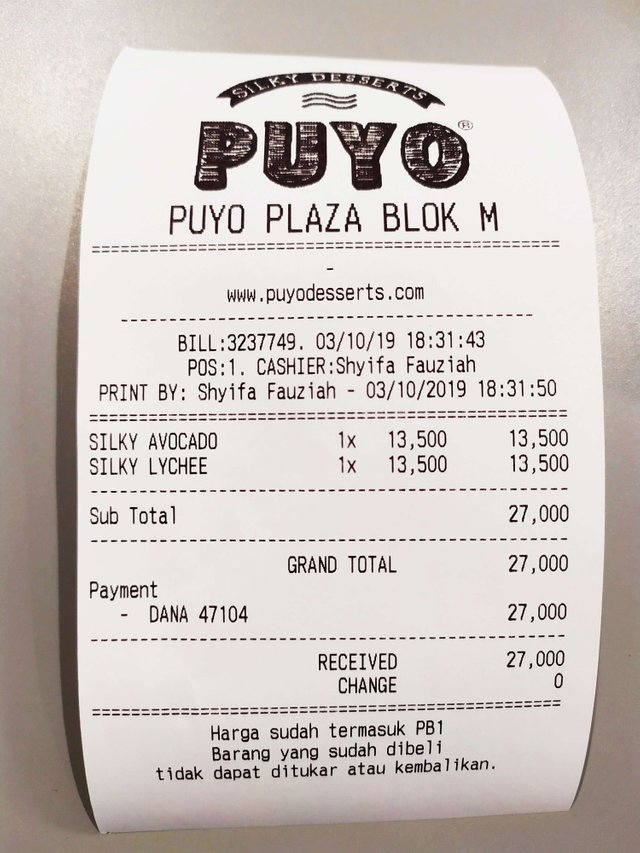 SILKY DESSERTS
PUYO®
PUYO PLAZA BLOK M
================================================
-
www.puyodesserts.com
------------------------------------------
BILL:3237749. 03/10/19 18:31:43
POS:1. CASHIER:Shyifa Fauziah
PRINT BY: Shyifa Fauziah - 03/10/2019 18:31:50
================================================
SILKY AVOCADO 1x 13,500 13,500
SILKY LYCHEE 1x 13,500 13,500
------------------------------------------------
Sub Total 27,000
------------------------------------------------
GRAND TOTAL 27,000
Payment
- DANA 47104 27,000
------------------------------------------------
RECEIVED 27,000
CHANGE 0
================================================
Harga sudah termasuk PB1
Barang yang sudah dibeli
tidak dapat ditukar atau kembalikan.